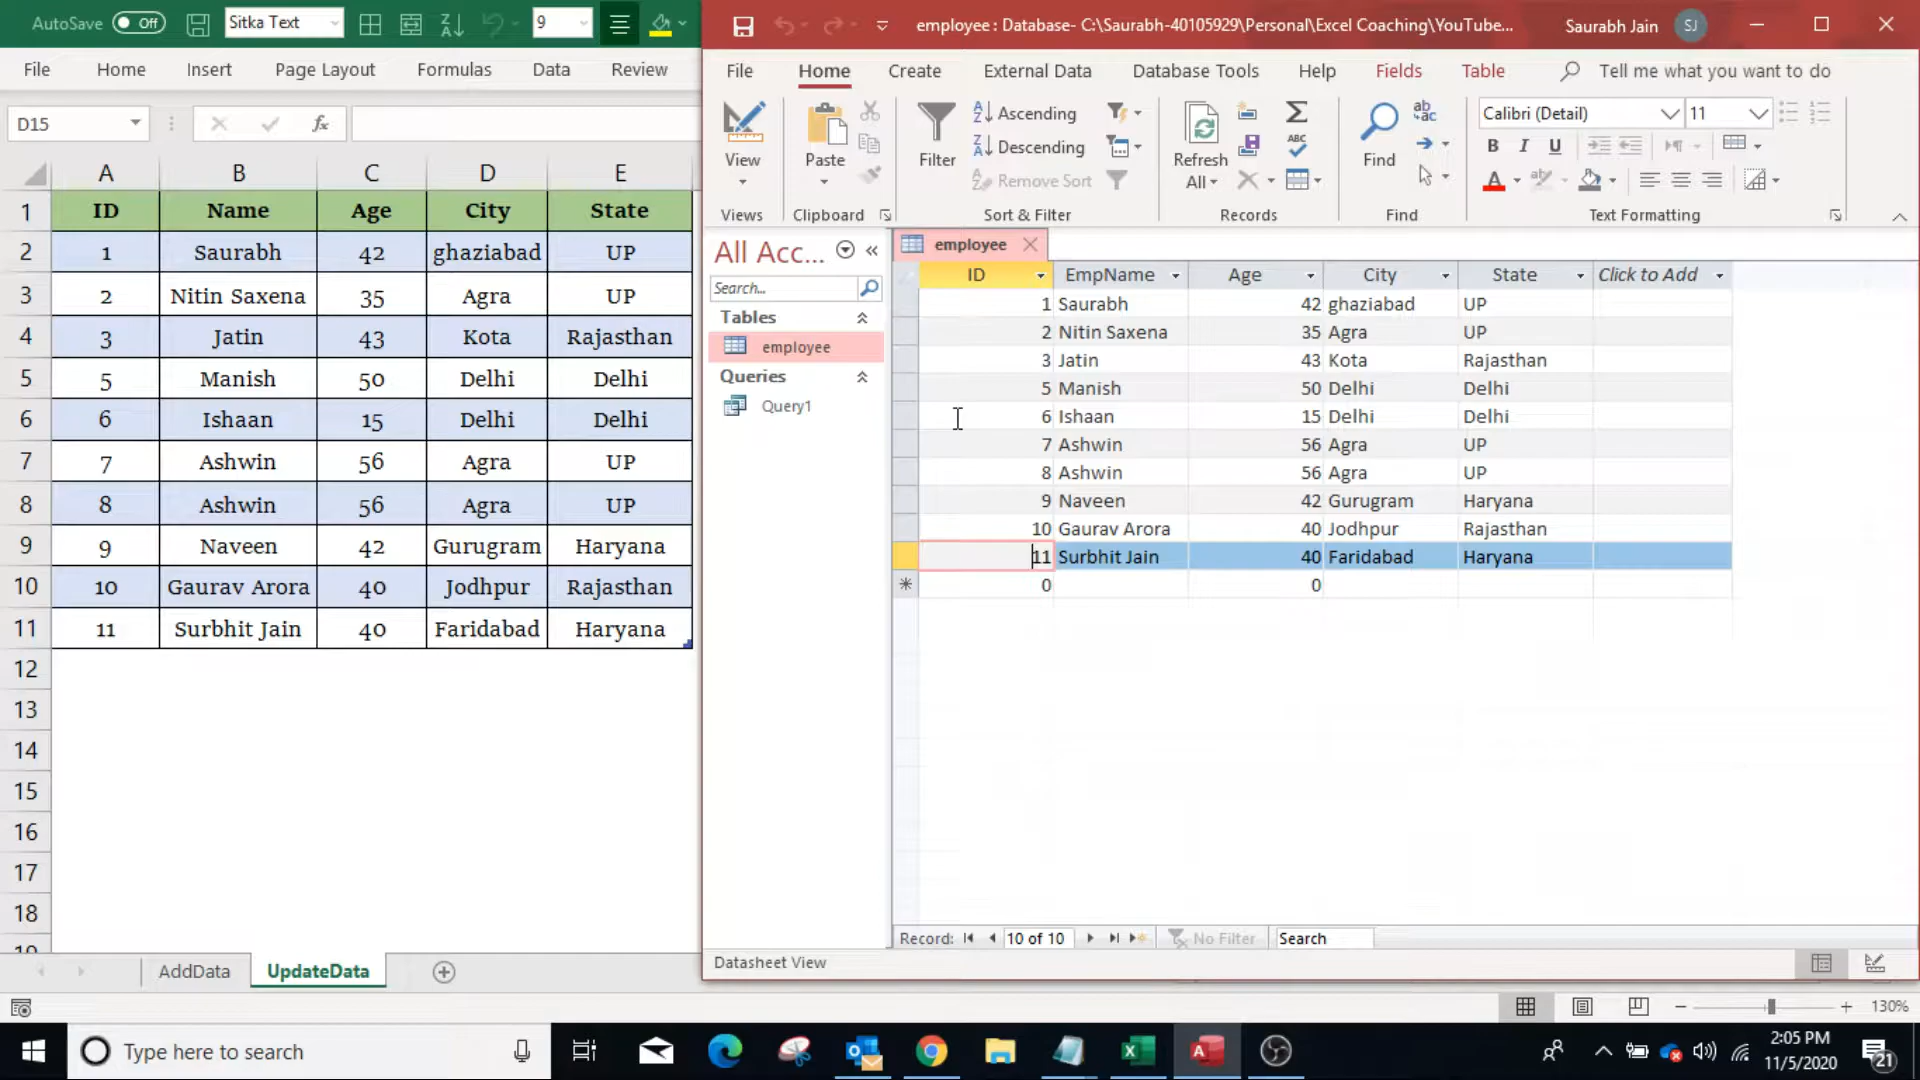 AutoSave Off Sitka Text 9
File Home Insert Page Layout Formulas Data Review
D15 fx
A B C D E
1 ID Name Age City State
2 1 Saurabh 42 ghaziabad UP
3 2 Nitin Saxena 35 Agra UP
4 3 Jatin 43 Kota Rajasthan
5 5 Manish 50 Delhi Delhi
6 6 Ishaan 15 Delhi Delhi
7 7 Ashwin 56 Agra UP
8 8 Ashwin 56 Agra UP
9 9 Naveen 42 Gurugram Haryana
10 10 Gaurav Arora 40 Jodhpur Rajasthan
11 11 Surbhit Jain 40 Faridabad Haryana
12
13
14
15
16
17
18
AddData UpdateData
employee : Database- C:\Saurabh-40105929\Personal\Excel Coaching\YouTube... Saurabh Jain SJ
File Home Create External Data Database Tools Help Fields Table Tell me what you want to do
View
Views
Paste
Clipboard
Filter
Ascending
Descending
Remove Sort
Sort & Filter
Refresh All
Records
ABC
Find
ab ac
Find
Calibri (Detail) 11
B I U
A
Text Formatting
All Acc...
Search...
Tables
employee
Queries
Query1
employee
ID EmpName Age City State Click to Add
1 Saurabh 42 ghaziabad UP
2 Nitin Saxena 35 Agra UP
3 Jatin 43 Kota Rajasthan
5 Manish 50 Delhi Delhi
6 Ishaan 15 Delhi Delhi
7 Ashwin 56 Agra UP
8 Ashwin 56 Agra UP
9 Naveen 42 Gurugram Haryana
10 Gaurav Arora 40 Jodhpur Rajasthan
11 Surbhit Jain 40 Faridabad Haryana
0 0
Record: 10 of 10 No Filter Search
Datasheet View
130%
Type here to search
2:05 PM
11/5/2020
21